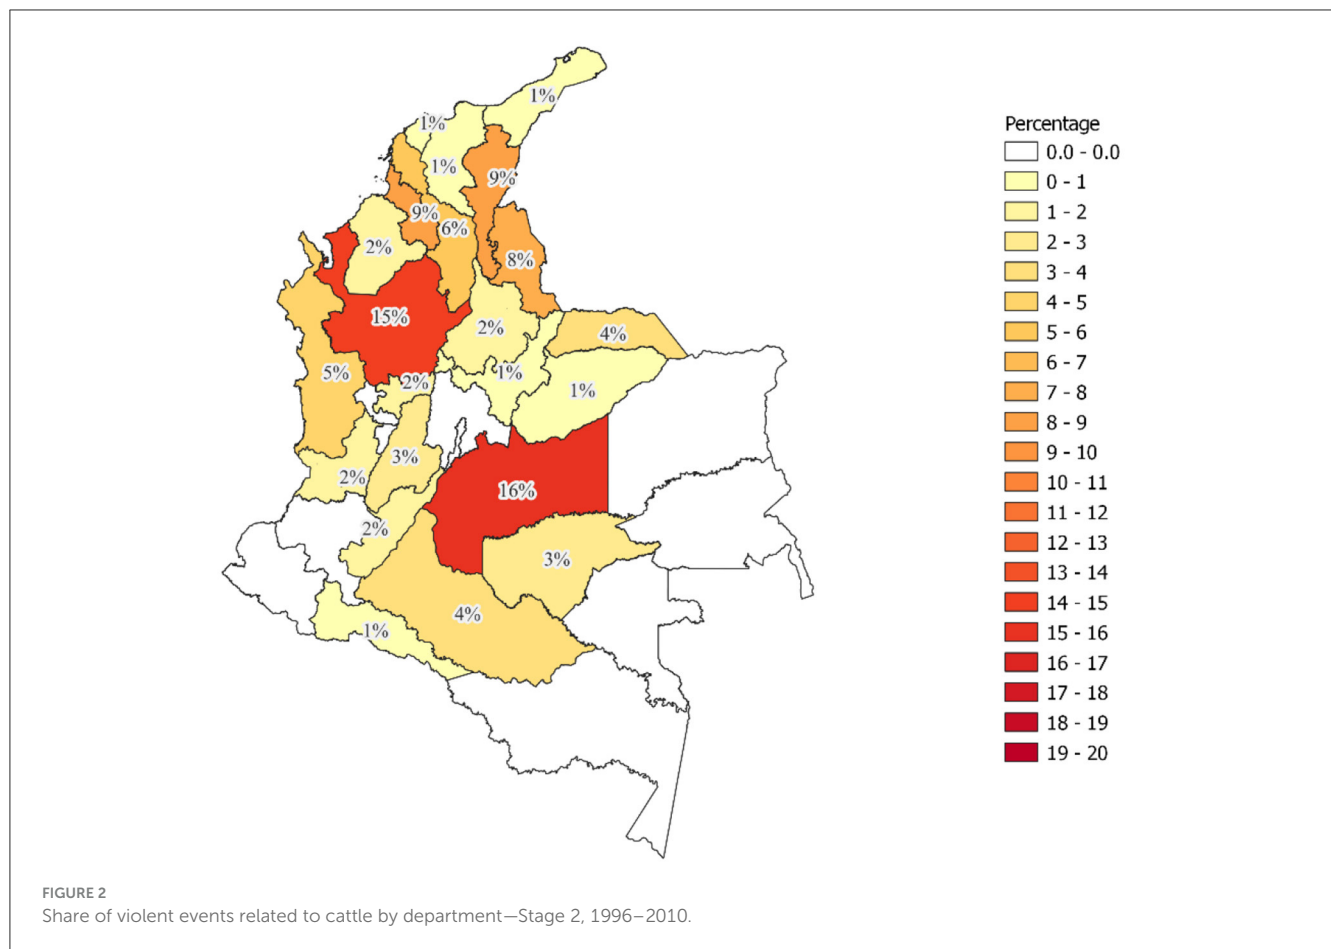 1%
1%
1%
9%
9%
6%
2%
8%
15%
2%
4%
5%
2%
1%
1%
3%
2%
16%
2%
3%
4%
1%
Percentage
0.0 - 0.0
0 - 1
1 - 2
2 - 3
3 - 4
4 - 5
5 - 6
6 - 7
7 - 8
8 - 9
9 - 10
10 - 11
11 - 12
12 - 13
13 - 14
14 - 15
15 - 16
16 - 17
17 - 18
18 - 19
19 - 20
FIGURE 2
Share of violent events related to cattle by department—Stage 2, 1996–2010.